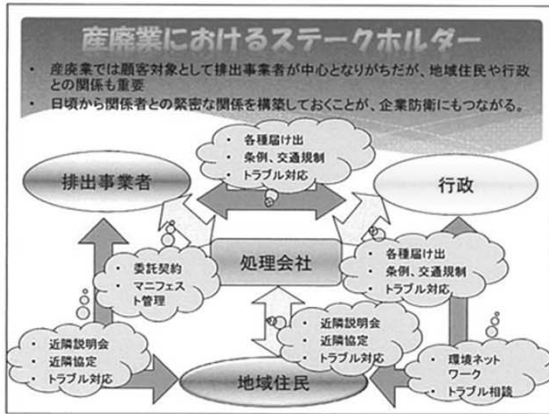 産廃業におけるステークホルダー
• 産廃業では顧客対象として排出事業者が中心となりがちだが、地域住民や行政
との関係も重要
• 日頃から関係者との緊密な関係を構築しておくことが、企業防衛にもつながる。
• 各種届け出
• 条例、交通規制
• トラブル対応
排出事業者
行政
処理会社
• 委託契約
• マニフェス
ト管理
• 各種届け出
• 条例、交通規制
• トラブル対応
• 近隣説明会
• 近隣協定
• トラブル対応
• 近隣説明会
• 近隣協定
• トラブル対応
• 環境ネット
ワーク
• トラブル相談
地域住民